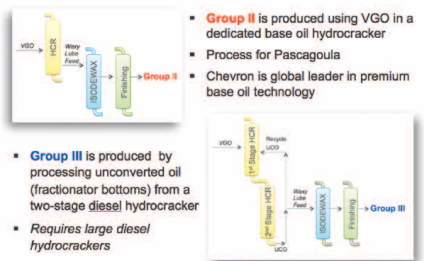 VGO
HCR
Waxy
Lube
Feed
ISODEWAX
Finishing
Group II
Group II is produced using VGO in a
dedicated base oil hydrocracker
Process for Pascagoula
Chevron is global leader in premium
base oil technology
Group III is produced by
processing unconverted oil
(fractionator bottoms) from a
two-stage diesel hydrocracker
Requires large diesel
hydrocrackers
VGO
1st Stage HCR
Recycle
UCO
2nd Stage HCR
UCO
Waxy
Lube
Feed
ISODEWAX
Finishing
Group III